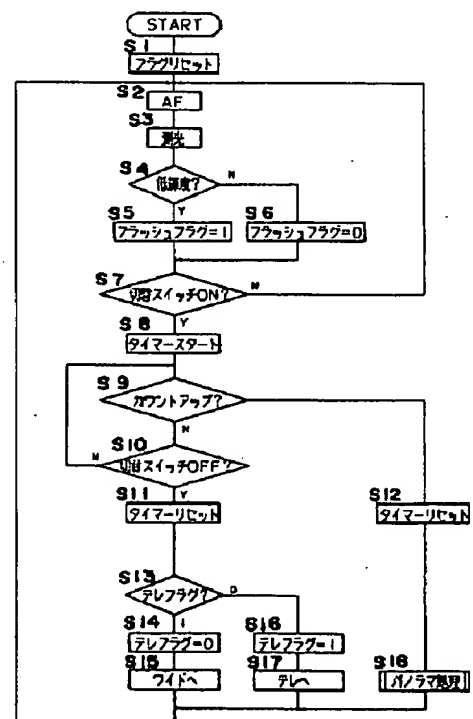 START
S1
フラグリセット
S2
AF
S3
測光
S4
低輝度?
N
Y
S5
フラッシュフラグ=1
S6
フラッシュフラグ=0
S7
切替スイッチON?
N
Y
S8
タイマースタート
S9
カウントアップ?
N
S10
切替スイッチOFF?
N
Y
S11
タイマーリセット
S12
タイマーリセット
S13
テレフラグ?
0
1
S14
テレフラグ=0
S16
テレフラグ=1
S15
ワイドへ
S17
テレへ
S18
パノラマ処理